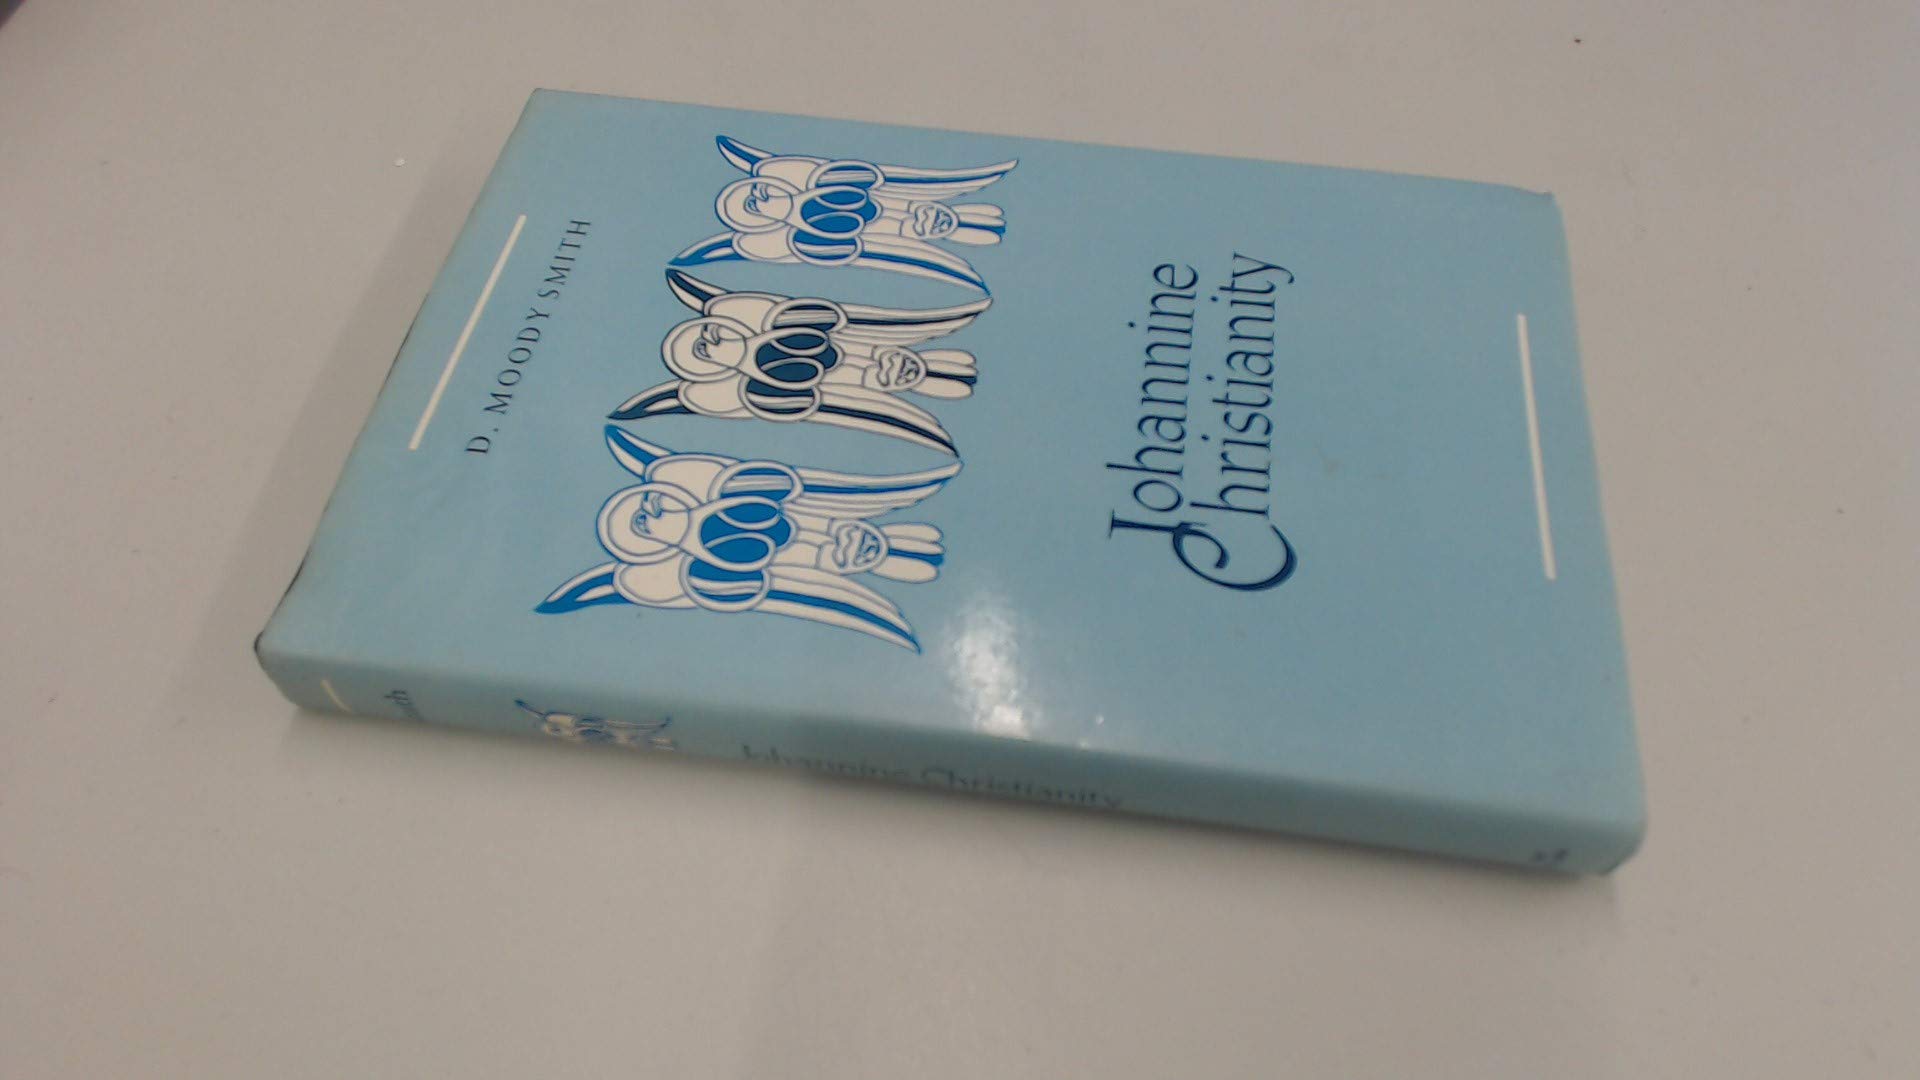 D. MOODY SMITH
Johannine
Christianity
Johannine Christianity